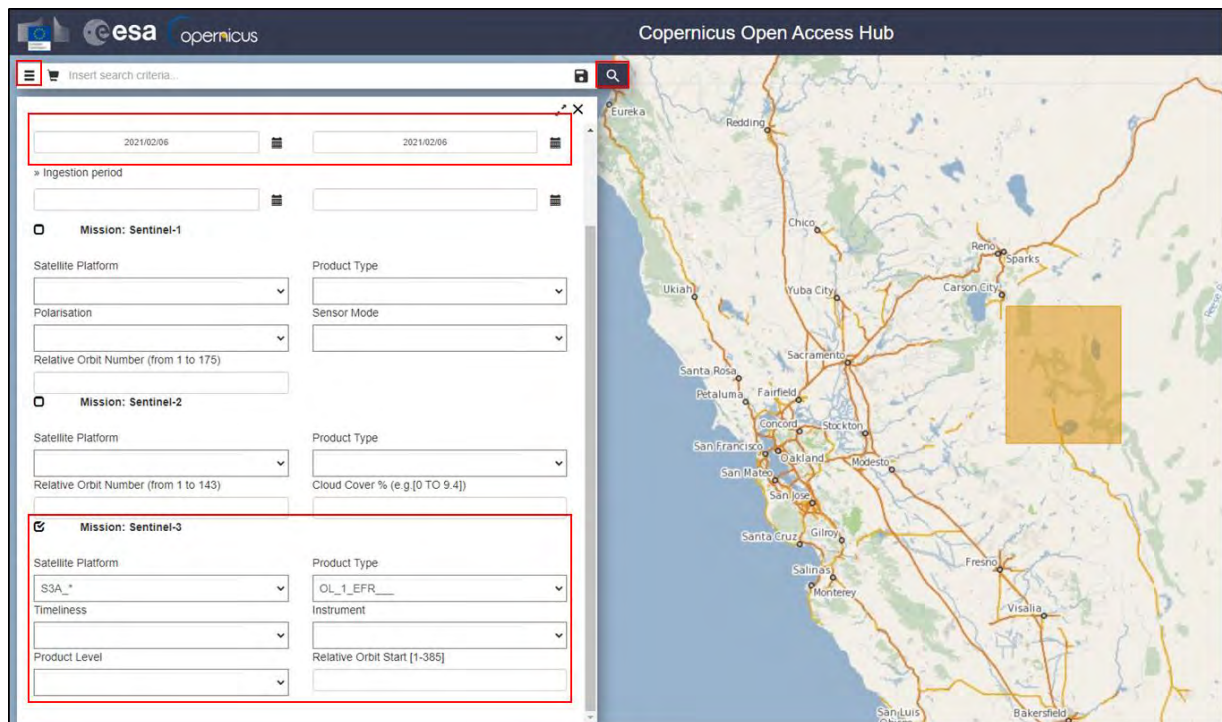 esa opernicus
Copernicus Open Access Hub
Insert search criteria...
2021/02/06 2021/02/06
» Ingestion period
Mission: Sentinel-1
Satellite Platform Product Type
Polarisation Sensor Mode
Relative Orbit Number (from 1 to 175)
Mission: Sentinel-2
Satellite Platform Product Type
Relative Orbit Number (from 1 to 143) Cloud Cover % (e.g.[0 TO 9.4])
Mission: Sentinel-3
Satellite Platform Product Type
S3A_* OL_1_EFR___
Timeliness Instrument
Product Level Relative Orbit Start [1-385]
Eureka
Redding
Chico
Reno
Sparks
Ukiah
Yuba City
Carson City
Sacramento
Santa Rosa
Petaluma
Fairfield
Concord
Stockton
San Francisco
Oakland
Modesto
San Mateo
San Jose
Santa Cruz
Gilroy
Salinas
Fresno
Monterey
Visalia
San Luis
Bakersfield